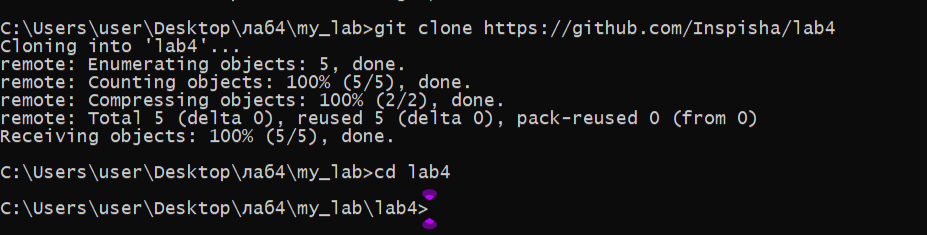 C:\Users\user\Desktop\лаб4\my_lab>git clone https://github.com/Inspisha/lab4
Cloning into 'lab4'...
remote: Enumerating objects: 5, done.
remote: Counting objects: 100% (5/5), done.
remote: Compressing objects: 100% (2/2), done.
remote: Total 5 (delta 0), reused 5 (delta 0), pack-reused 0 (from 0)
Receiving objects: 100% (5/5), done.
C:\Users\user\Desktop\лаб4\my_lab>cd lab4
C:\Users\user\Desktop\лаб4\my_lab\lab4>